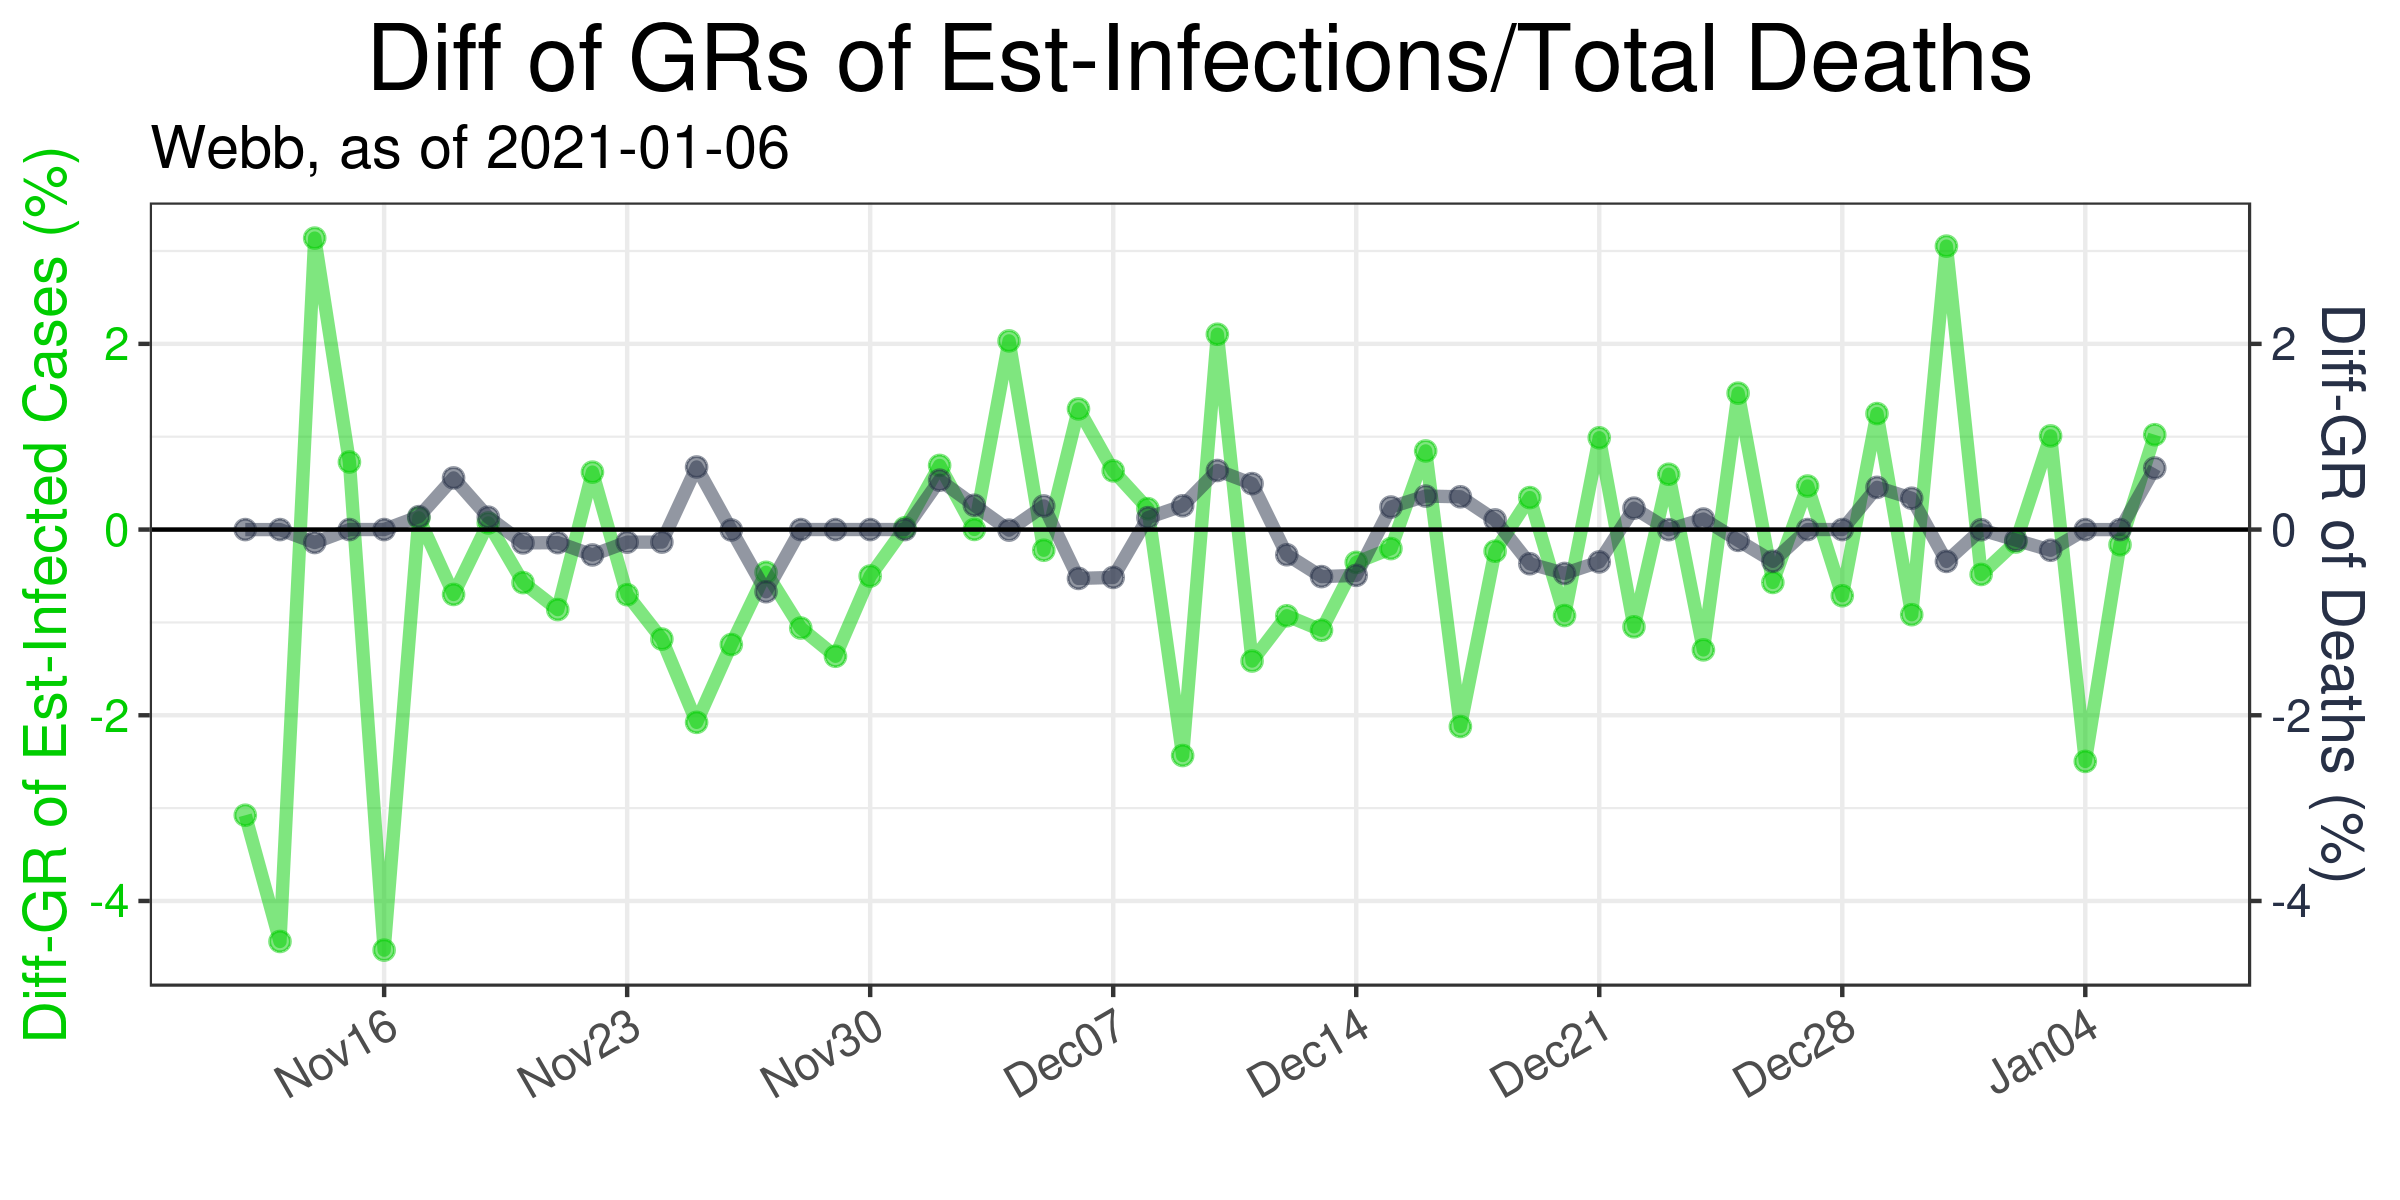 Diff of GRs of Est-Infections/Total Deaths
Webb, as of 2021-01-06
Diff-GR of Est-Infected Cases (%)
2
0
-2
-4
2
0
-2
-4
Diff-GR of Deaths (%)
Nov16
Nov23
Nov30
Dec07
Dec14
Dec21
Dec28
Jan04